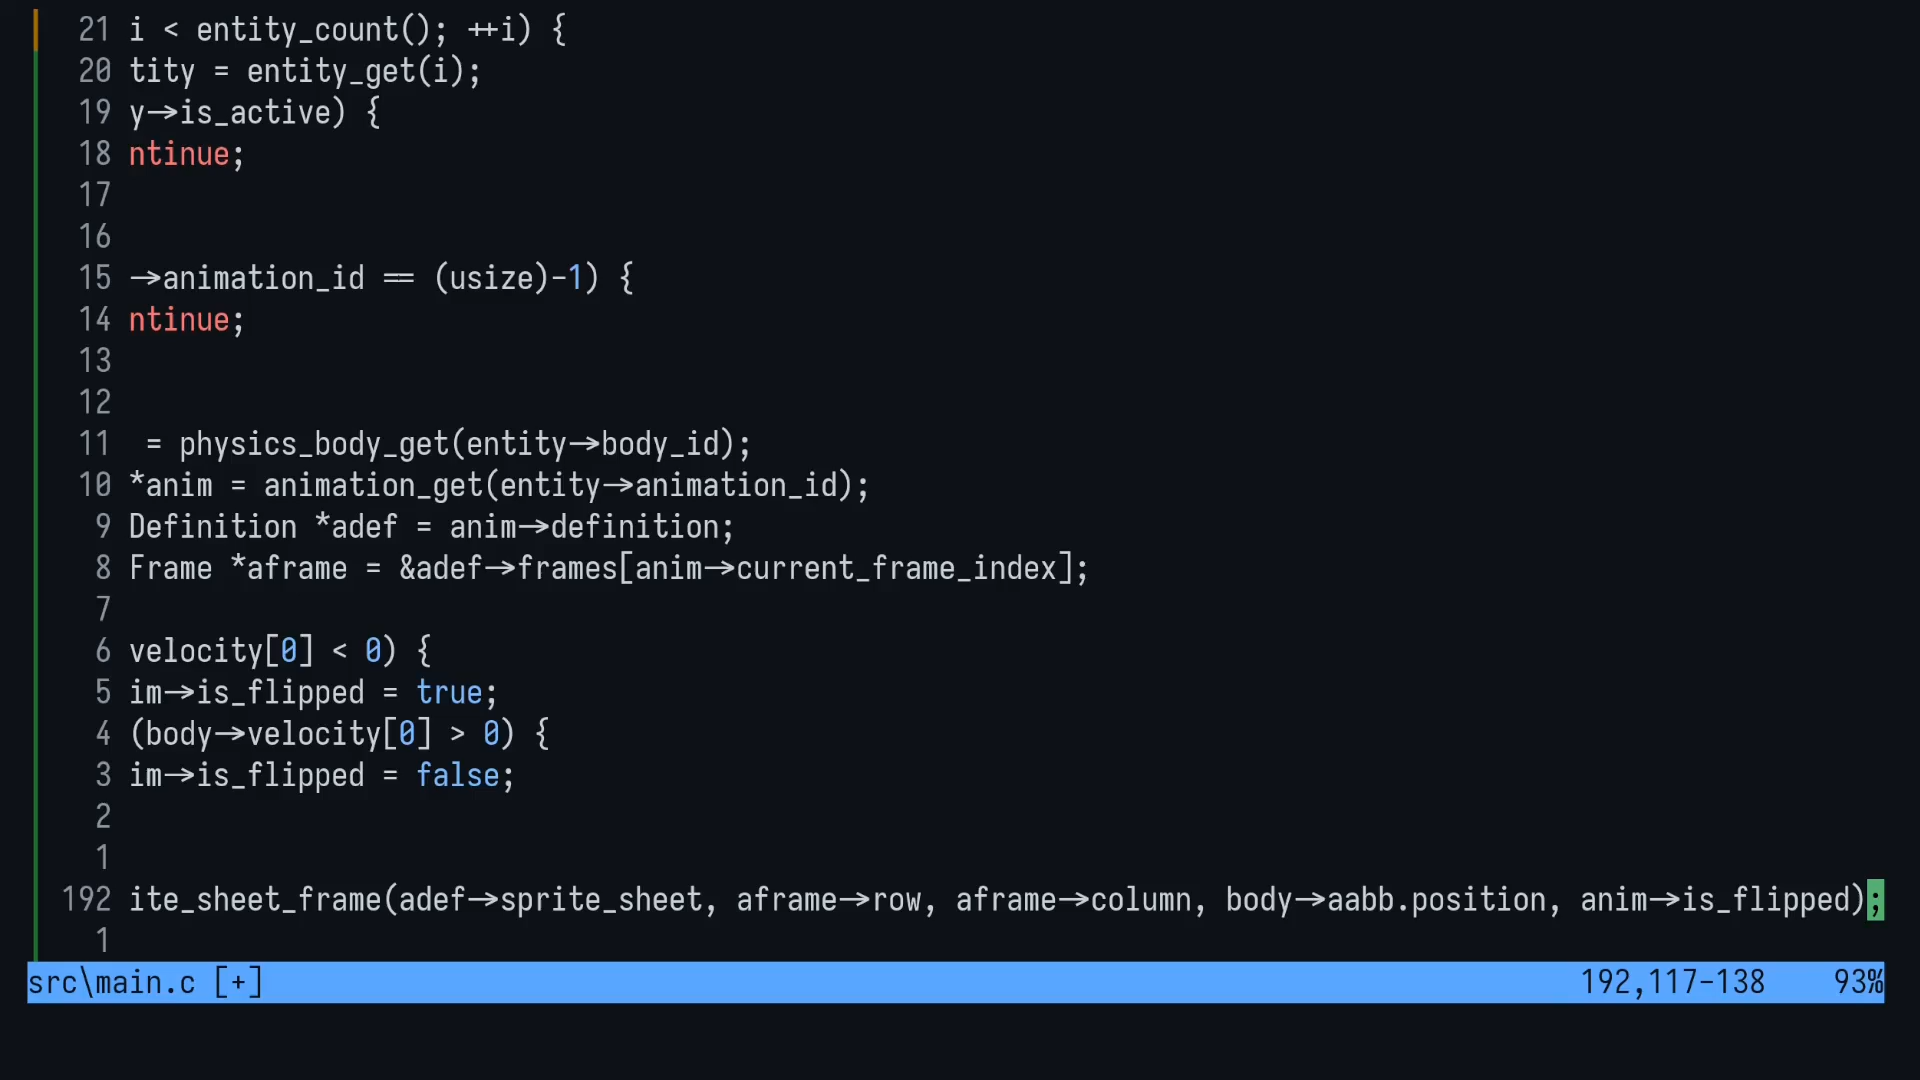 21 i < entity_count(); ++i) {
20 tity = entity_get(i);
19 y->is_active) {
18 ntinue;
17
16
15 ->animation_id == (usize)-1) {
14 ntinue;
13
12
11  = physics_body_get(entity->body_id);
10 *anim = animation_get(entity->animation_id);
9 Definition *adef = anim->definition;
8 Frame *aframe = &adef->frames[anim->current_frame_index];
7
6 velocity[0] < 0) {
5 im->is_flipped = true;
4 (body->velocity[0] > 0) {
3 im->is_flipped = false;
2
1
192 ite_sheet_frame(adef->sprite_sheet, aframe->row, aframe->column, body->aabb.position, anim->is_flipped);
1
src\main.c [+] 192,117-138 93%